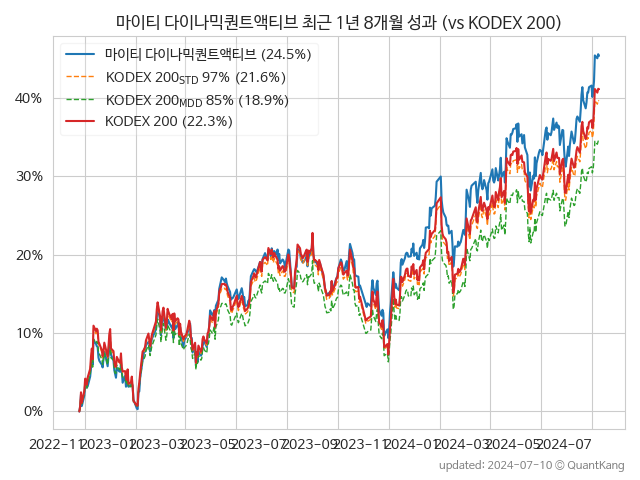 마이티 다이나믹퀀트액티브 최근 1년 8개월 성과 (vs KODEX 200)
마이티 다이나믹퀀트액티브 (24.5%)
KODEX 200STD 97% (21.6%)
KODEX 200MDD 85% (18.9%)
KODEX 200 (22.3%)
40%
30%
20%
10%
0%
2022-11 2023-01 2023-03 2023-05 2023-07 2023-09 2023-11 2024-01 2024-03 2024-05 2024-07
updated: 2024-07-10 © QuantKang